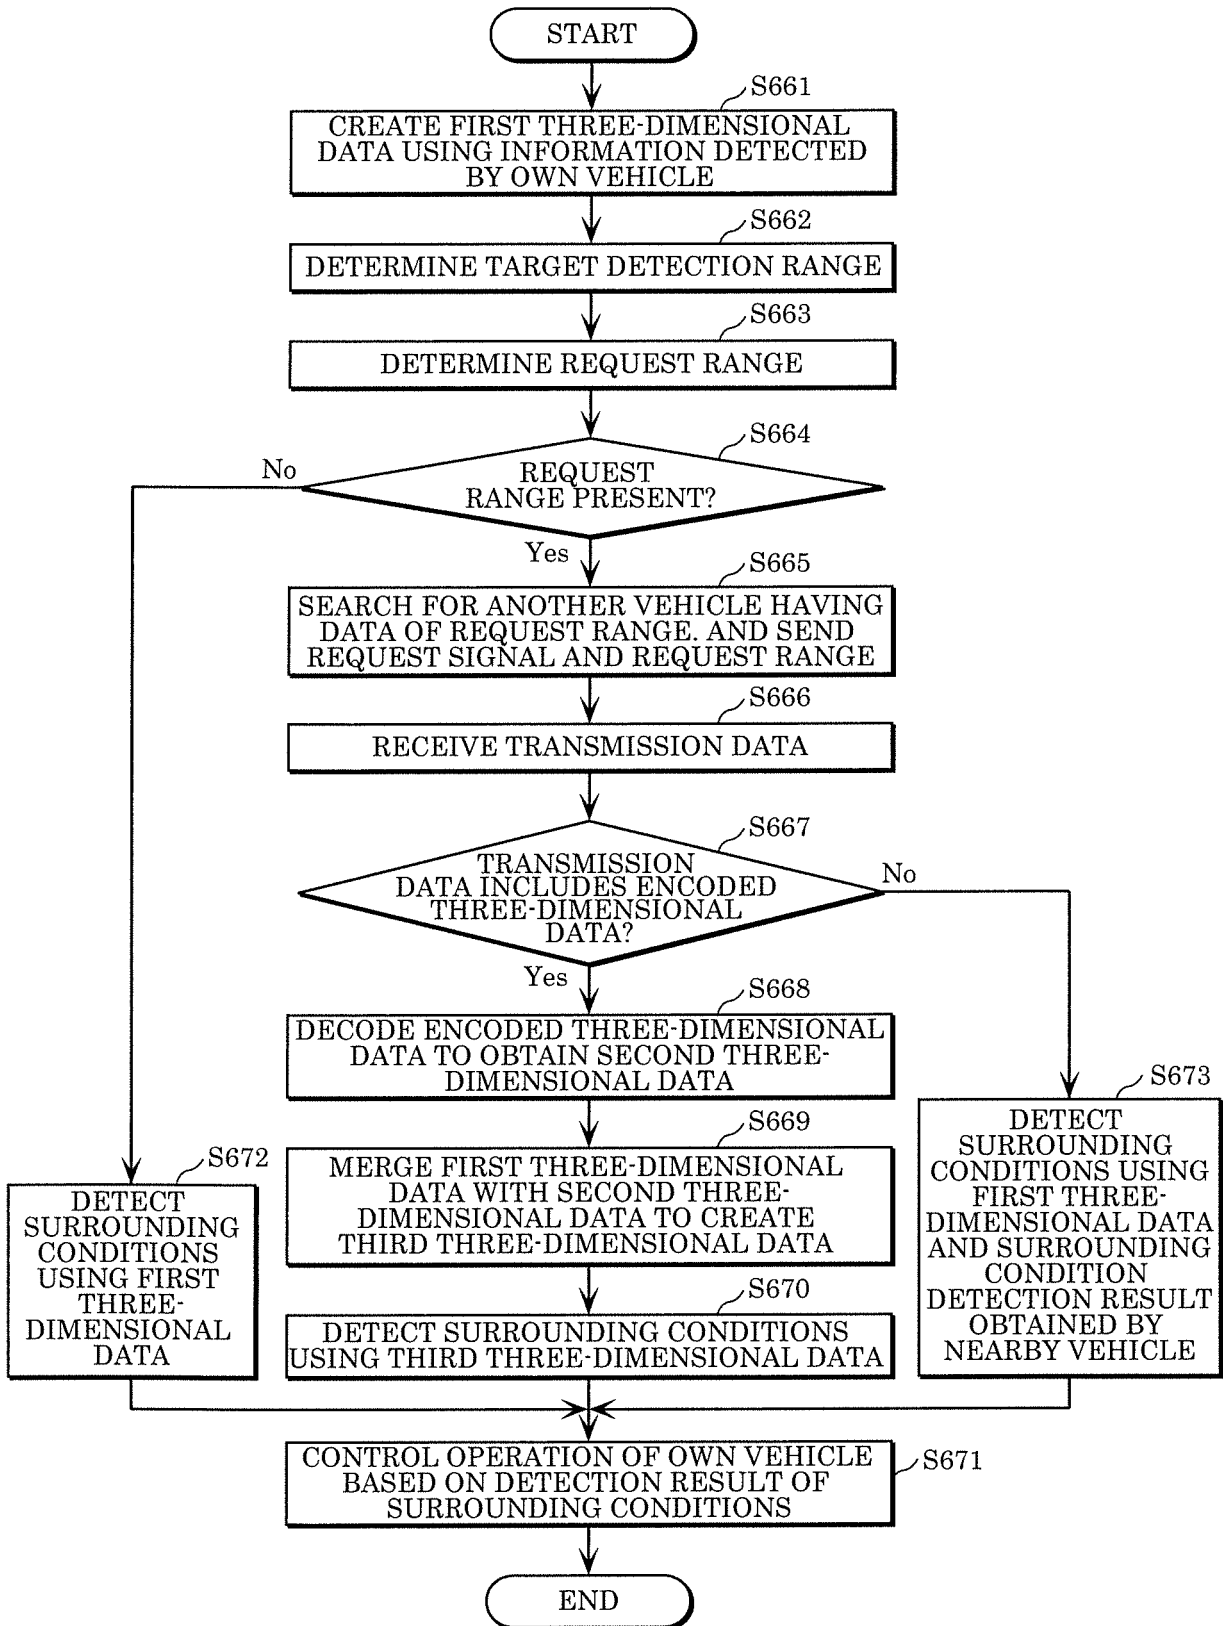 START
S661
CREATE FIRST THREE-DIMENSIONAL
DATA USING INFORMATION DETECTED
BY OWN VEHICLE
S662
DETERMINE TARGET DETECTION RANGE
S663
DETERMINE REQUEST RANGE
S664
No
REQUEST
RANGE PRESENT?
Yes
S665
SEARCH FOR ANOTHER VEHICLE HAVING
DATA OF REQUEST RANGE. AND SEND
REQUEST SIGNAL AND REQUEST RANGE
S666
RECEIVE TRANSMISSION DATA
S667
TRANSMISSION
DATA INCLUDES ENCODED
THREE-DIMENSIONAL
DATA?
No
Yes
S668
DECODE ENCODED THREE-DIMENSIONAL
DATA TO OBTAIN SECOND THREE-
DIMENSIONAL DATA
S669
MERGE FIRST THREE-DIMENSIONAL
DATA WITH SECOND THREE-
DIMENSIONAL DATA TO CREATE
THIRD THREE-DIMENSIONAL DATA
S670
DETECT SURROUNDING CONDITIONS
USING THIRD THREE-DIMENSIONAL DATA
S672
DETECT
SURROUNDING
CONDITIONS
USING FIRST
THREE-
DIMENSIONAL
DATA
S673
DETECT
SURROUNDING
CONDITIONS USING
FIRST THREE-
DIMENSIONAL DATA
AND SURROUNDING
CONDITION
DETECTION RESULT
OBTAINED BY
NEARBY VEHICLE
S671
CONTROL OPERATION OF OWN VEHICLE
BASED ON DETECTION RESULT OF
SURROUNDING CONDITIONS
END